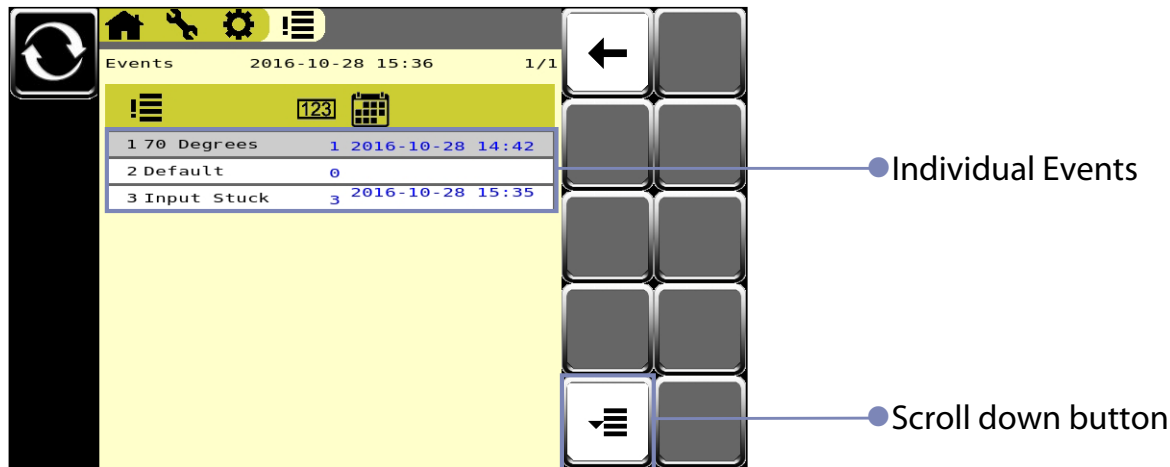 Events 2016-10-28 15:36 1/1
123
1 70 Degrees 1 2016-10-28 14:42
2 Default 0
3 Input Stuck 3 2016-10-28 15:35
Individual Events
Scroll down button